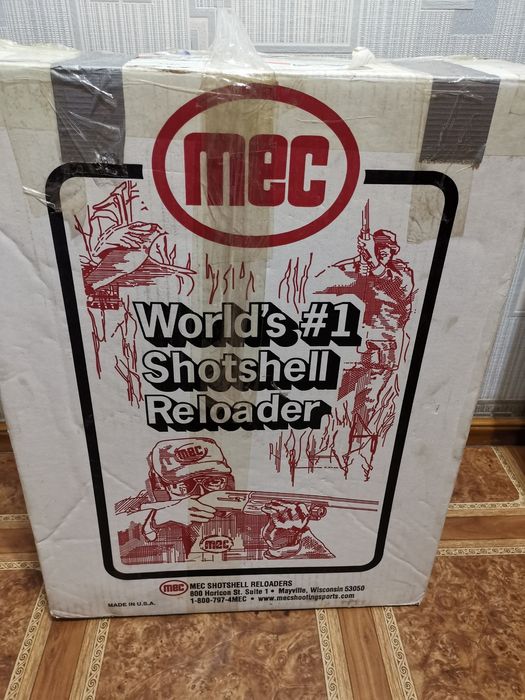 mec
World's #1
Shotshell
Reloader
mec
mec
mec MEC SHOTSHELL RELOADERS
800 Horicon St. Suite 1 • Mayville, Wisconsin 53050
MADE IN U.S.A. 1-800-797-4MEC • www.mecshootingsports.com